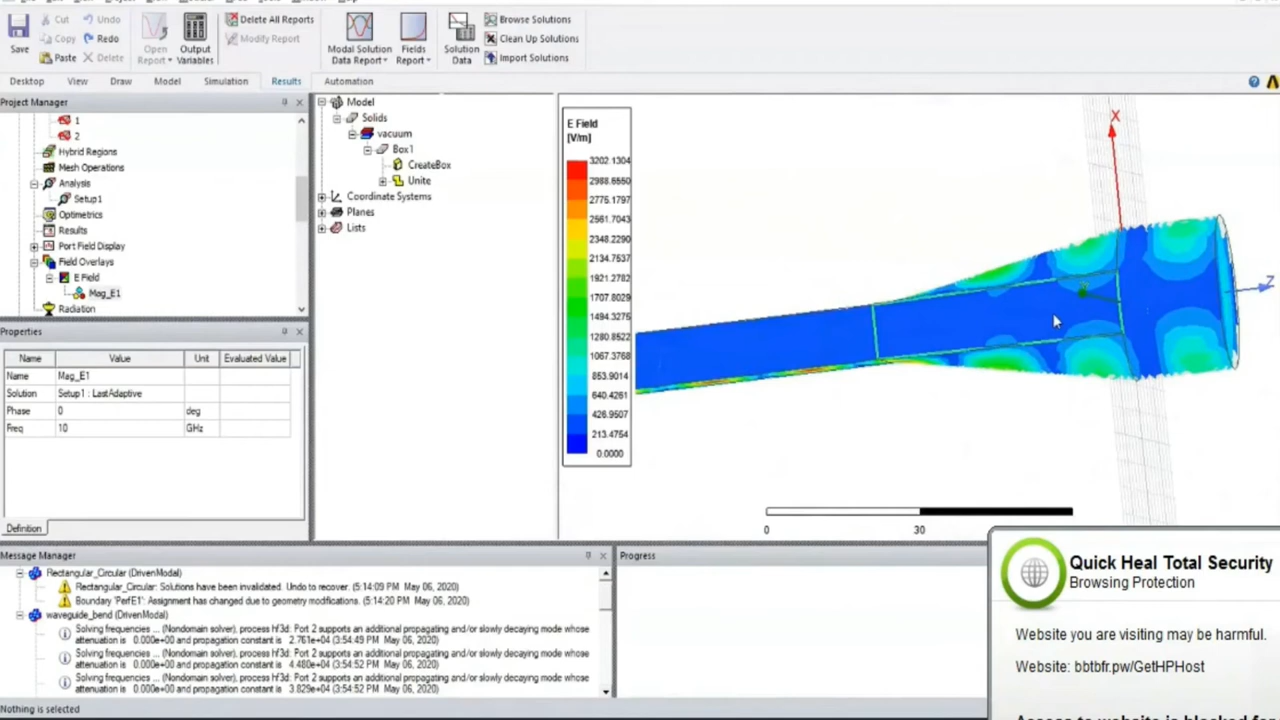 Cut
Undo
Delete All Reports
Browse Solutions
Copy
Redo
Modify Report
Clean Up Solutions
Save
Paste
Delete
Open Report
Output Variables
Modal Solution Data Report
Fields Report
Solution Data
Import Solutions
Desktop View Draw Model Simulation Results Automation
Project Manager
1
2
Hybrid Regions
Mesh Operations
Analysis
Setup1
Optimetrics
Results
Port Field Display
Field Overlays
E Field
Mag_E1
Radiation
Properties
Name Value Unit Evaluated Value
Name Mag_E1
Solution Setup1 : LastAdaptive
Phase 0 deg
Freq 10 GHz
Definition
Model
Solids
vacuum
Box1
CreateBox
Unite
Coordinate Systems
Planes
Lists
E Field
[V/m]
3202.1304
2988.6550
2775.1797
2561.7043
2348.2290
2134.7537
1921.2782
1707.8029
1494.3275
1280.8522
1067.3768
853.9014
640.4261
426.9507
213.4754
0.0000
X
Z
0 30
Message Manager
Rectangular_Circular (DrivenModal)
Rectangular_Circular: Solutions have been invalidated. Undo to recover. (5:14:09 PM May 06, 2020)
Boundary 'PerfE1': Assignment has changed due to geometry modifications. (5:14:20 PM May 06, 2020)
waveguide_bend (DrivenModal)
Solving frequencies ... (Nondomain solver), process hf3d: Port 2 supports an additional propagating and/or slowly decaying mode whose
attenuation is 0.000e+00 and propagation constant is 2.761e+04 (3:54:49 PM May 06, 2020)
Solving frequencies ... (Nondomain solver), process hf3d: Port 2 supports an additional propagating and/or slowly decaying mode whose
attenuation is 0.000e+00 and propagation constant is 4.480e+04 (3:54:52 PM May 06, 2020)
Solving frequencies ... (Nondomain solver), process hf3d: Port 2 supports an additional propagating and/or slowly decaying mode whose
attenuation is 0.000e+00 and propagation constant is 3.829e+04 (3:54:52 PM May 06, 2020)
Progress
Quick Heal Total Security
Browsing Protection
Website you are visiting may be harmful.
Website: bbtbfr.pw/GetHPHost
Access to website is blocked for
Nothing is selected